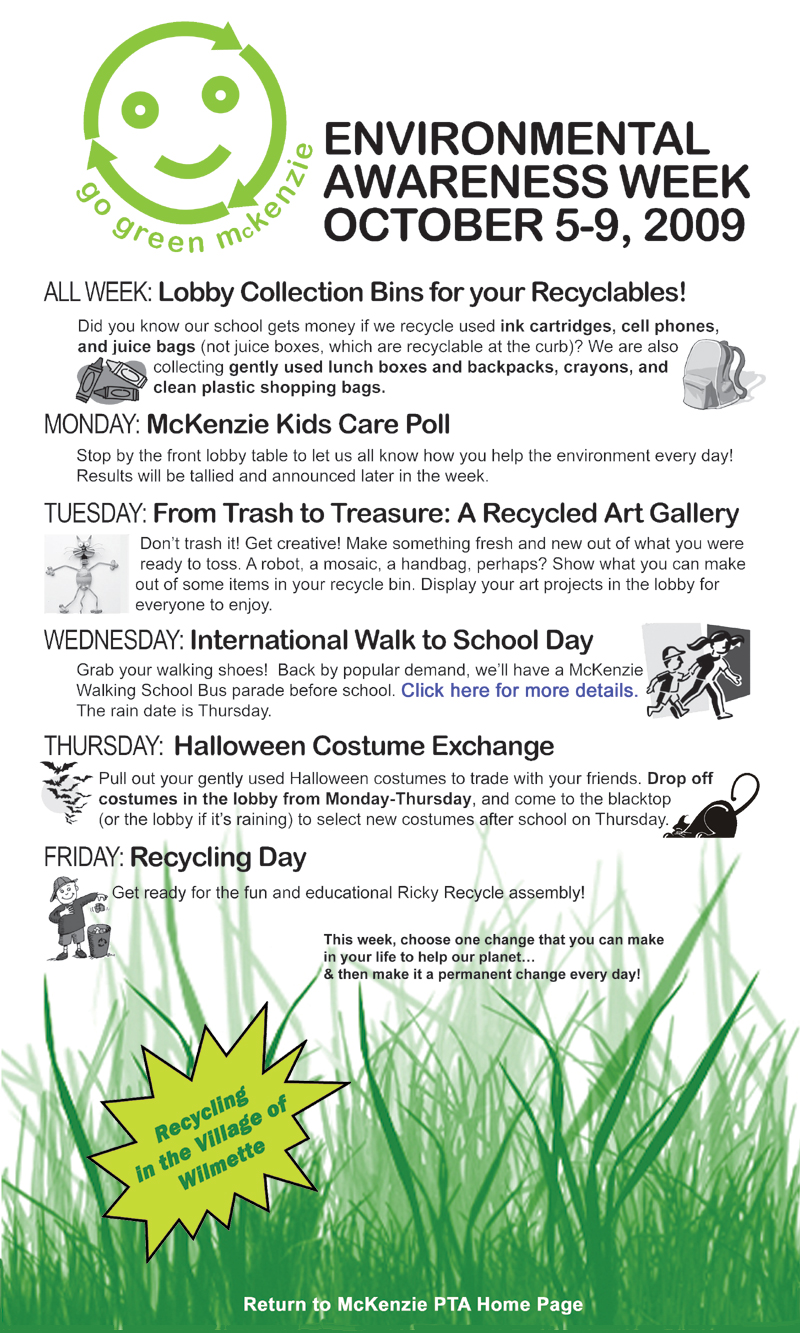 go green mckenzie
ENVIRONMENTAL
AWARENESS WEEK
OCTOBER 5-9, 2009
ALL WEEK: Lobby Collection Bins for your Recyclables!
Did you know our school gets money if we recycle used ink cartridges, cell phones,
and juice bags (not juice boxes, which are recyclable at the curb)? We are also
collecting gently used lunch boxes and backpacks, crayons, and
clean plastic shopping bags.
MONDAY: McKenzie Kids Care Poll
Stop by the front lobby table to let us all know how you help the environment every day!
Results will be tallied and announced later in the week.
TUESDAY: From Trash to Treasure: A Recycled Art Gallery
Don't trash it! Get creative! Make something fresh and new out of what you were
ready to toss. A robot, a mosaic, a handbag, perhaps? Show what you can make
out of some items in your recycle bin. Display your art projects in the lobby for
everyone to enjoy.
WEDNESDAY: International Walk to School Day
Grab your walking shoes! Back by popular demand, we'll have a McKenzie
Walking School Bus parade before school. Click here for more details.
The rain date is Thursday.
THURSDAY: Halloween Costume Exchange
Pull out your gently used Halloween costumes to trade with your friends. Drop off
costumes in the lobby from Monday-Thursday, and come to the blacktop
(or the lobby if it's raining) to select new costumes after school on Thursday.
FRIDAY: Recycling Day
Get ready for the fun and educational Ricky Recycle assembly!
This week, choose one change that you can make
in your life to help our planet…
& then make it a permanent change every day!
Recycling
in the Village of
Wilmette
Return to McKenzie PTA Home Page